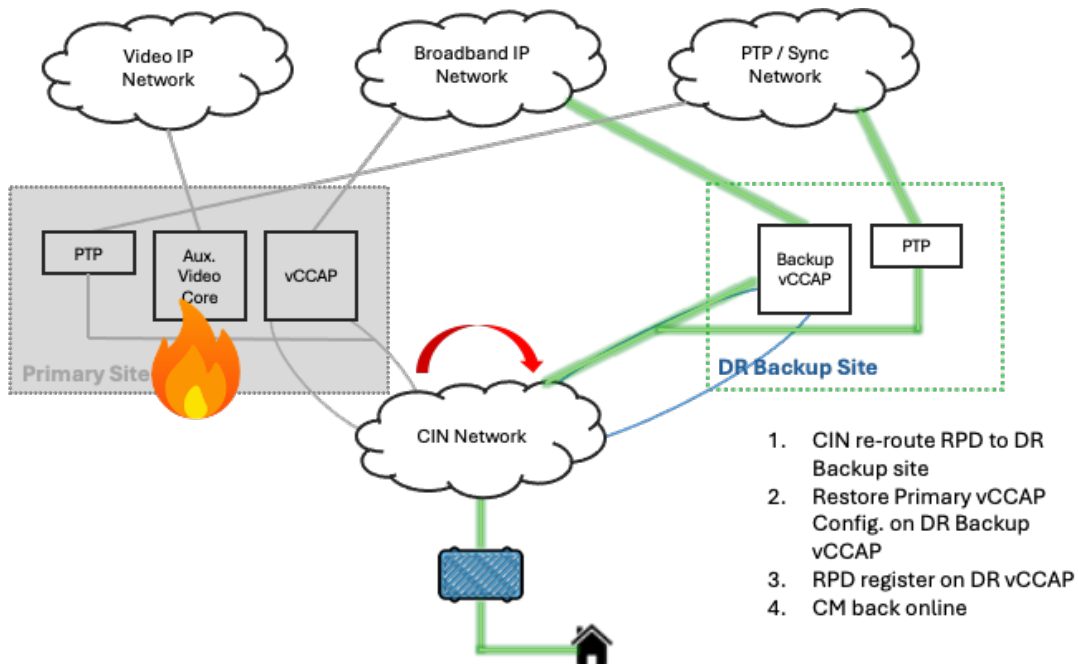 Video IP
Network
Broadband IP
Network
PTP / Sync
Network
PTP
Aux.
Video
Core
vCCAP
Primary Site
Backup
vCCAP
PTP
DR Backup Site
CIN Network
1. CIN re-route RPD to DR
Backup site
2. Restore Primary vCCAP
Config. on DR Backup
vCCAP
3. RPD register on DR vCCAP
4. CM back online